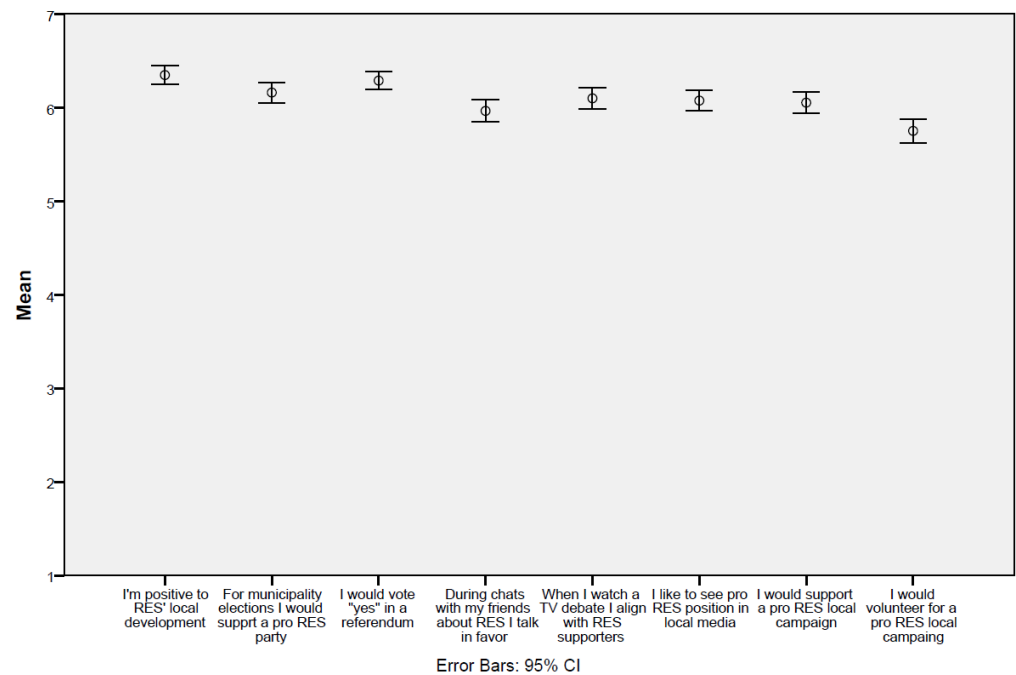 7
6
5
4
3
2
1
Mean
I'm positive to
RES' local
development
For municipality
elections I would
supprt a pro RES
party
I would vote
"yes" in a
referendum
During chats
with my friends
about RES I talk
in favor
When I watch a
TV debate I align
with RES
supporters
I like to see pro
RES position in
local media
I would support
a pro RES local
campaign
I would
volunteer for a
pro RES local
campaing
Error Bars: 95% CI